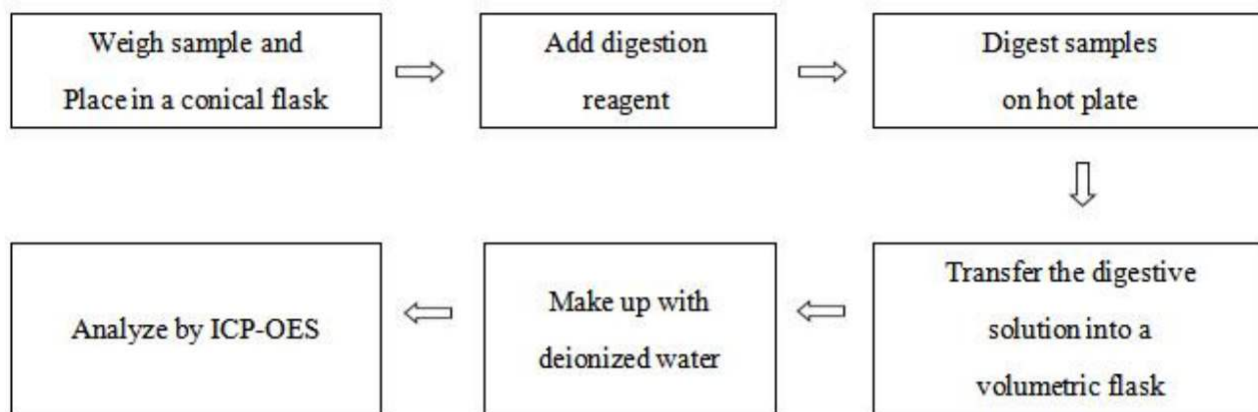 Weigh sample and
Place in a conical flask
Add digestion
reagent
Digest samples
on hot plate
Transfer the digestive
solution into a
volumetric flask
Make up with
deionized water
Analyze by ICP-OES